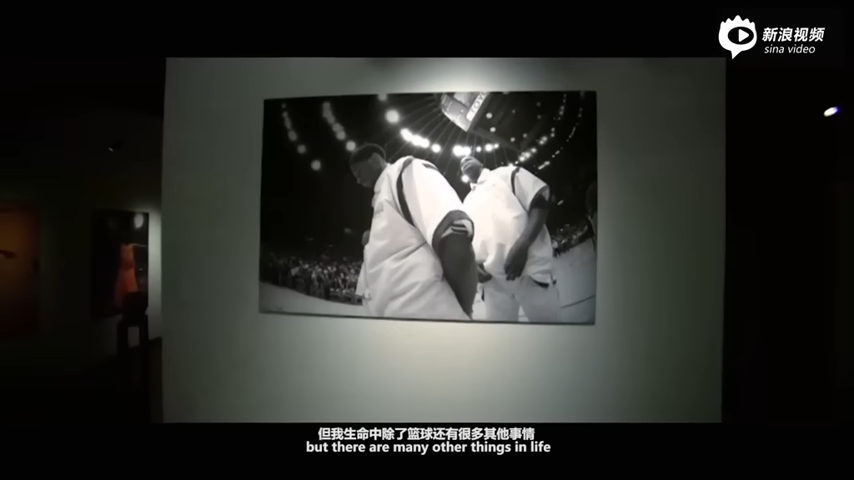 新浪视频
sina video
但我生命中除了篮球还有很多其他事情
but there are many other things in life